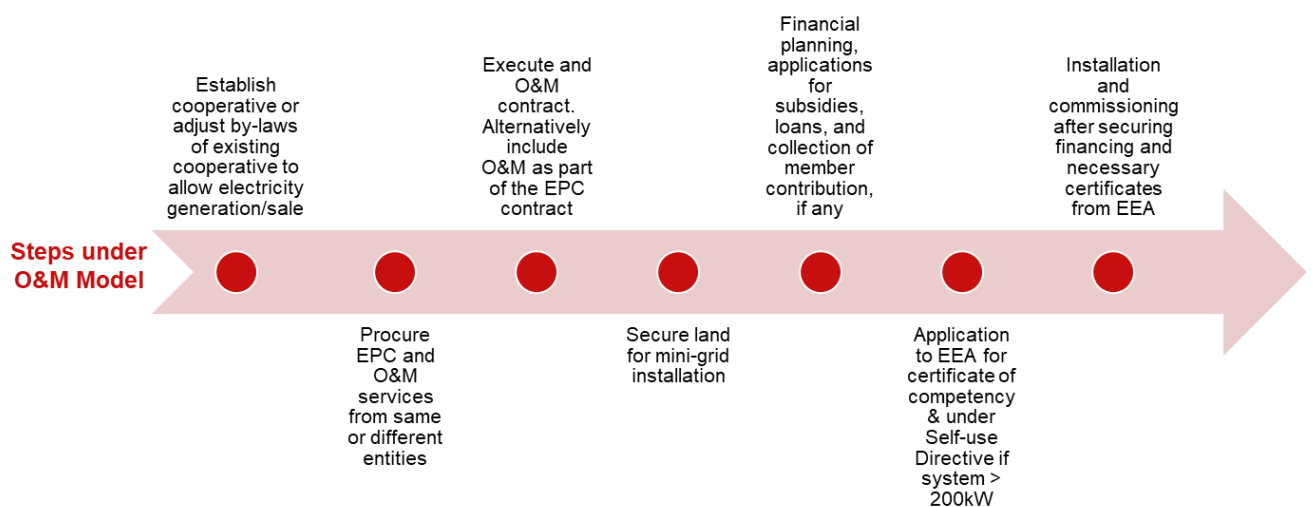 Steps under
O&M Model
Establish
cooperative or
adjust by-laws
of existing
cooperative to
allow electricity
generation/sale
Procure
EPC and
O&M
services
from same
or different
entities
Execute and
O&M
contract.
Alternatively
include
O&M as part
of the EPC
contract
Secure land
for mini-grid
installation
Financial
planning,
applications
for
subsidies,
loans, and
collection of
member
contribution,
if any
Application
to EEA for
certificate of
competency
& under
Self-use
Directive if
system >
200kW
Installation
and
commissioning
after securing
financing and
necessary
certificates
from EEA